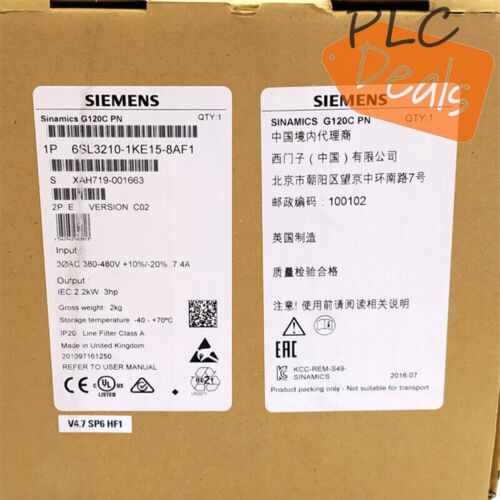 PLC
Deals
SIEMENS
Sinamics G120C PN QTY:1
1P 6SL3210-1KE15-8AF1
S XAH719-001663
2P E VERSION C02
Input :
3ØAC 380-480V +10%/-20% 7.4A
Output:
IEC 2.2kW 3hp
Gross weight: 2kg
Storage temperature -40 - +70°C
IP20 Line Filter Class A
Made in United Kingdom
201097161250
REFER TO USER MANUAL
CE
UL
LISTED
V4.7 SP6 HF1
SIEMENS
SINAMICS G120C PN QTY:1
中国境内代理商
西门子（中国）有限公司
北京市朝阳区望京中环南路7号
邮政编码：100102
英国制造
质量检验合格
注意！使用前请阅读相关说明
EAC
KCC-REM-S49-
SINAMICS
2016.07
Product packing only - Not suitable for transport